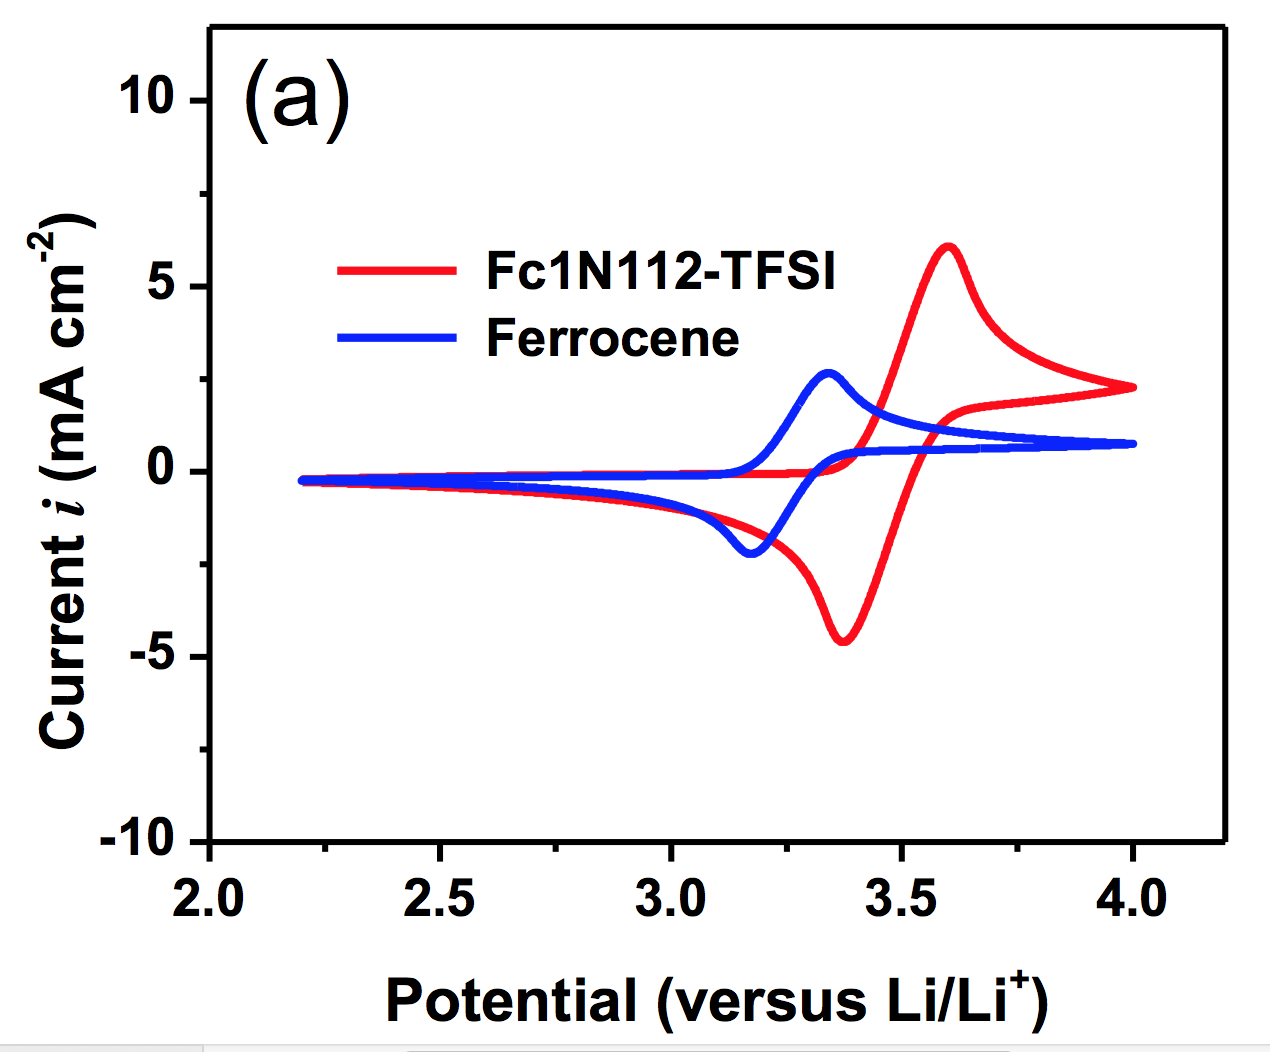 (a)
10
5
0
-5
-10
Current i (mA cm-2)
Fc1N112-TFSI
Ferrocene
2.0 2.5 3.0 3.5 4.0
Potential (versus Li/Li+)